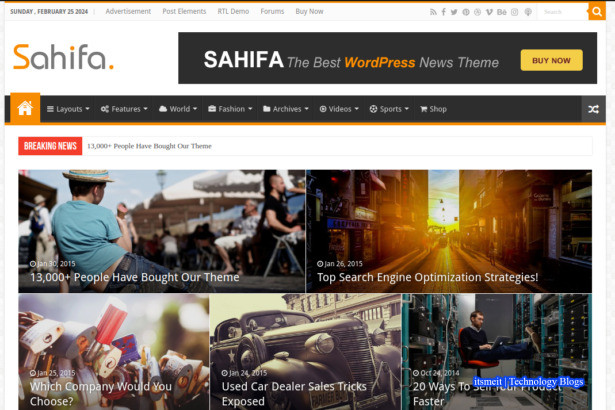 SUNDAY , FEBRUARY 25 2024 Advertisement Post Elements RTL Demo Forums Buy Now Search
Sahifa.
SAHIFA The Best WordPress News Theme BUY NOW
Layouts Features World Fashion Archives Videos Sports Shop
BREAKING NEWS 13,000+ People Have Bought Our Theme
Jan 30, 2015
13,000+ People Have Bought Our Theme
Jan 26, 2015
Top Search Engine Optimization Strategies!
Jan 25, 2015
Which Company Would You
Choose?
Jan 24, 2015
Used Car Dealer Sales Tricks
Exposed
Oct 24, 2014
20 Ways To Sell Your Product
Faster
itsmeit | Technology Blogs